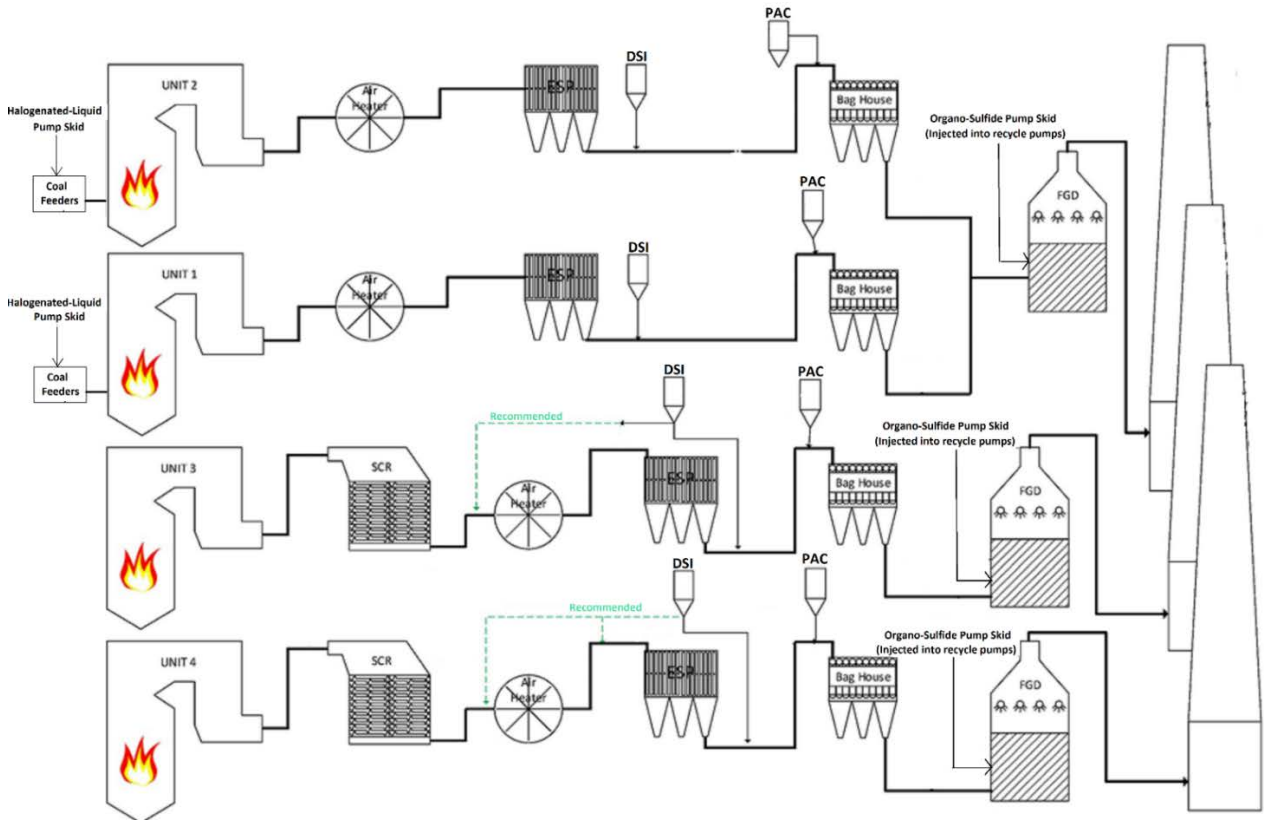 PAC
DSI
UNIT 2
Air
Heater
ESP
Bag House
Halogenated-Liquid
Pump Skid
Coal
Feeders
Organo-Sulfide Pump Skid
(Injected into recycle pumps)
FGD
PAC
DSI
UNIT 1
Air
Heater
ESP
Bag House
Halogenated-Liquid
Pump Skid
Coal
Feeders
DSI
PAC
Recommended
UNIT 3
SCR
Air
Heater
ESP
Bag House
Organo-Sulfide Pump Skid
(Injected into recycle pumps)
FGD
DSI
PAC
Recommended
UNIT 4
SCR
Air
Heater
ESP
Bag House
Organo-Sulfide Pump Skid
(Injected into recycle pumps)
FGD